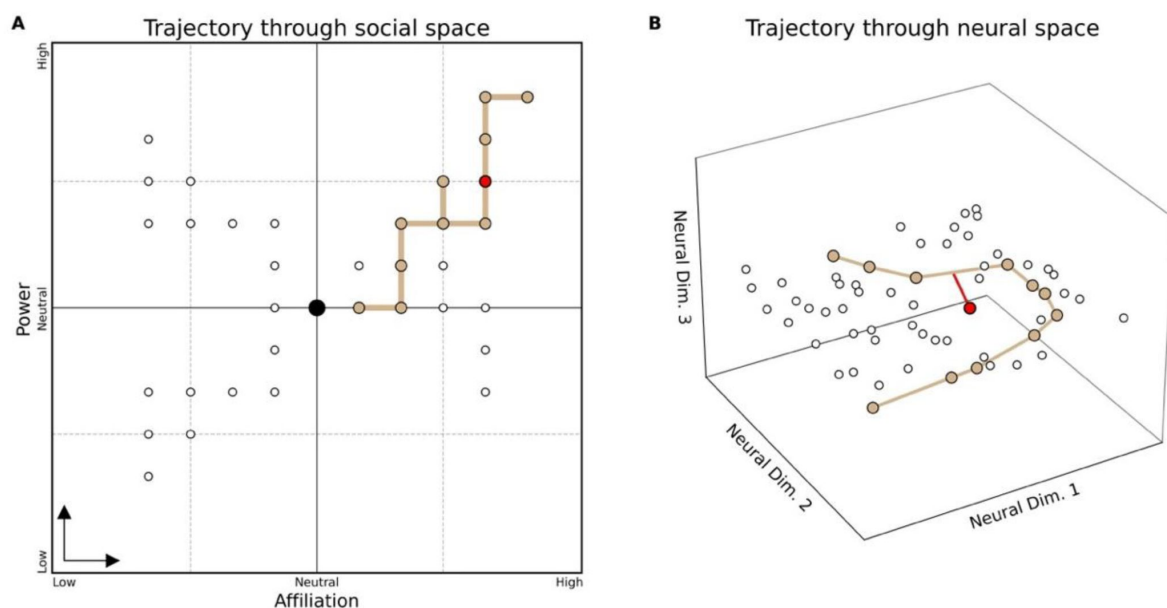 A
Trajectory through social space
High
Power
Neutral
Low
Low
Neutral
High
Affiliation
B
Trajectory through neural space
Neural Dim. 3
Neural Dim. 2
Neural Dim. 1